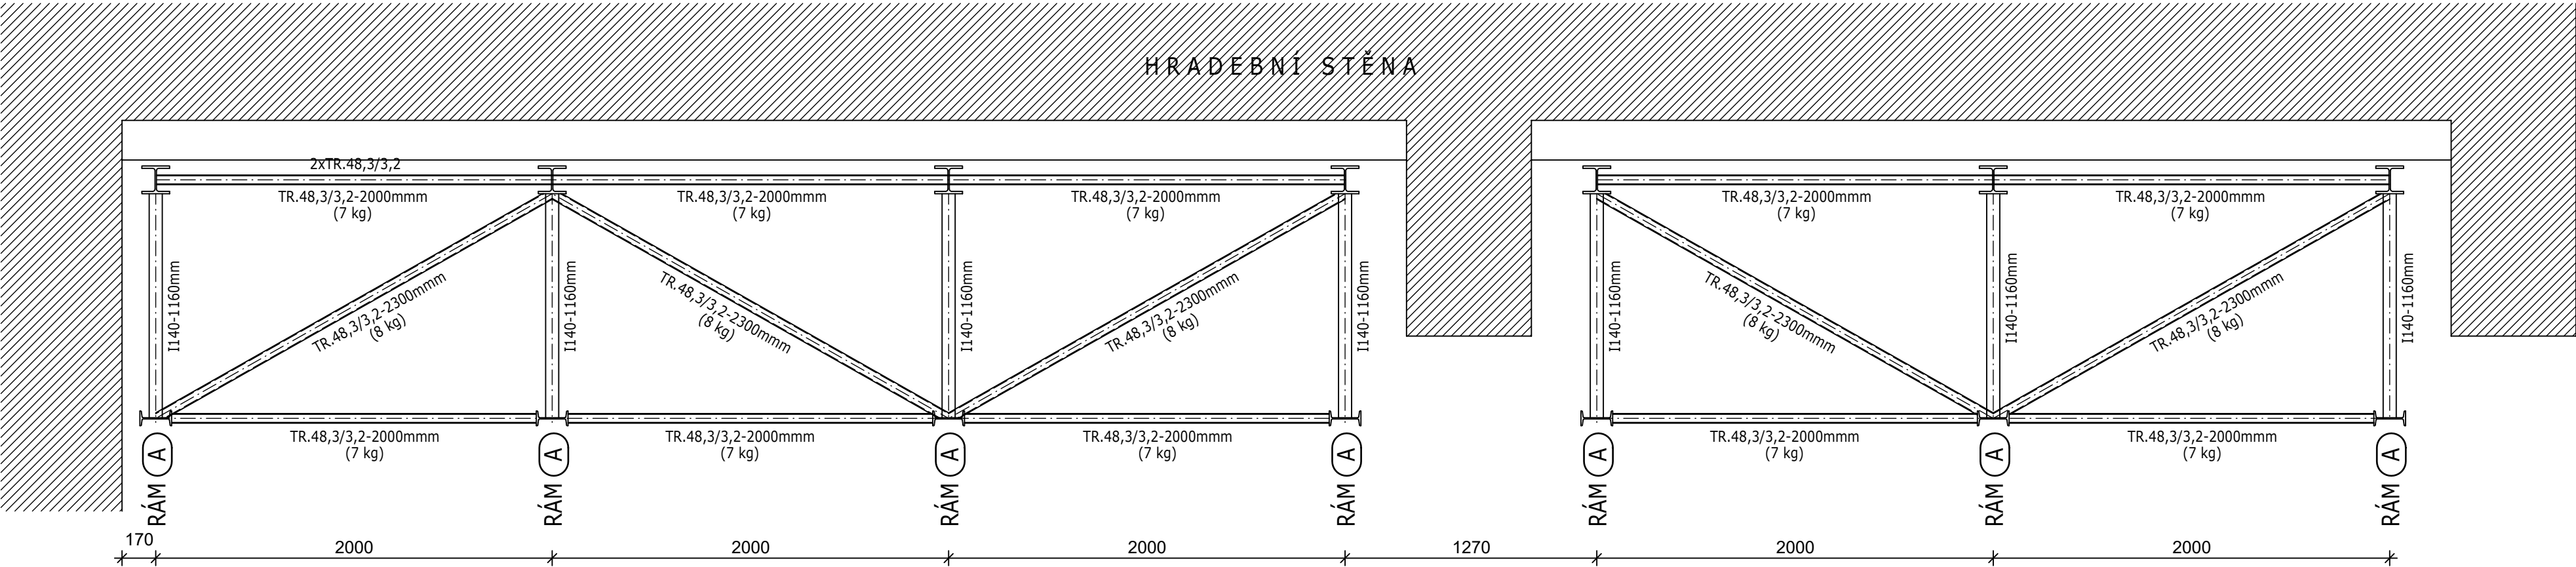 HRADEBNÍ STĚNA
2xTR.48,3/3,2
TR.48,3/3,2-2000mmm
(7 kg)
TR.48,3/3,2-2000mmm
(7 kg)
TR.48,3/3,2-2000mmm
(7 kg)
TR.48,3/3,2-2000mmm
(7 kg)
TR.48,3/3,2-2000mmm
(7 kg)
I140-1160mm
TR.48,3/3,2-2300mmm
(8 kg)
I140-1160mm
TR.48,3/3,2-2300mmm
(8 kg)
I140-1160mm
TR.48,3/3,2-2300mmm
(8 kg)
I140-1160mm
I140-1160mm
TR.48,3/3,2-2300mmm
(8 kg)
I140-1160mm
TR.48,3/3,2-2300mmm
(8 kg)
I140-1160mm
TR.48,3/3,2-2000mmm
(7 kg)
TR.48,3/3,2-2000mmm
(7 kg)
TR.48,3/3,2-2000mmm
(7 kg)
TR.48,3/3,2-2000mmm
(7 kg)
TR.48,3/3,2-2000mmm
(7 kg)
RÁM A
RÁM A
RÁM A
RÁM A
RÁM A
RÁM A
RÁM A
170
2000
2000
2000
1270
2000
2000